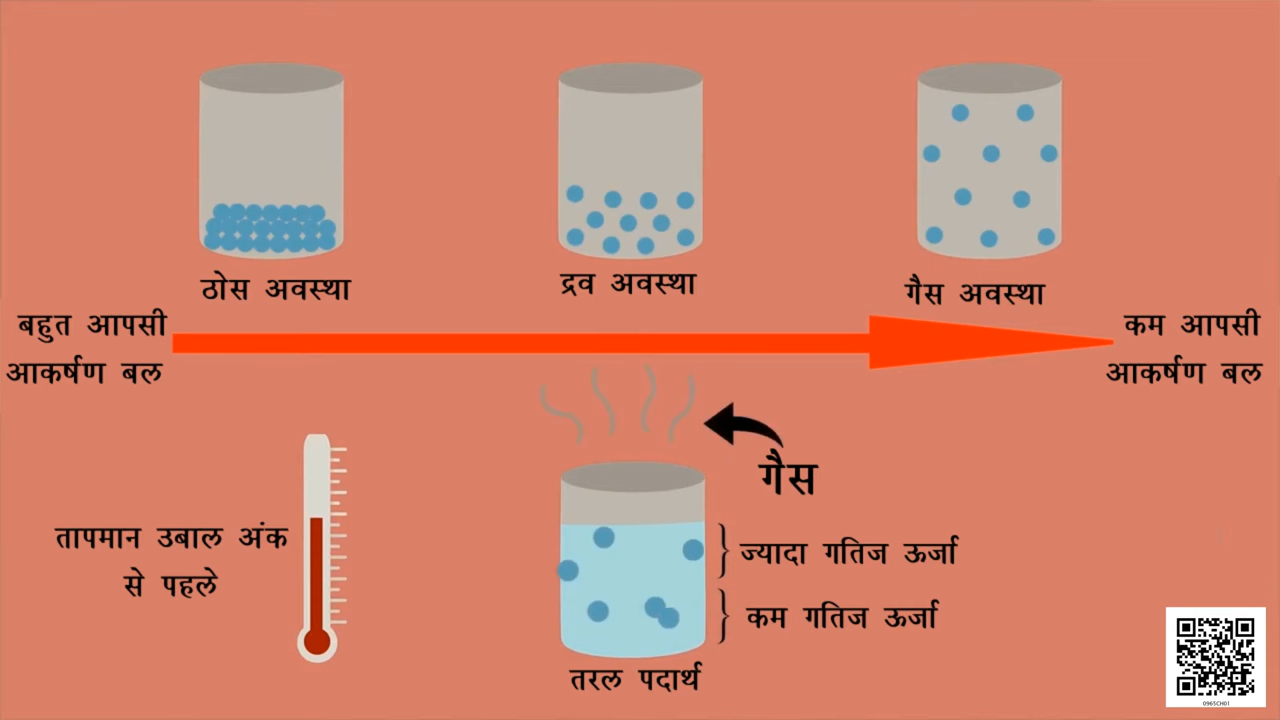 ठोस अवस्था
द्रव अवस्था
गैस अवस्था
बहुत आपसी
आकर्षण बल
कम आपसी
आकर्षण बल
गैस
तापमान उबाल अंक
से पहले
ज्यादा गतिज ऊर्जा
कम गतिज ऊर्जा
तरल पदार्थ
0965CH01